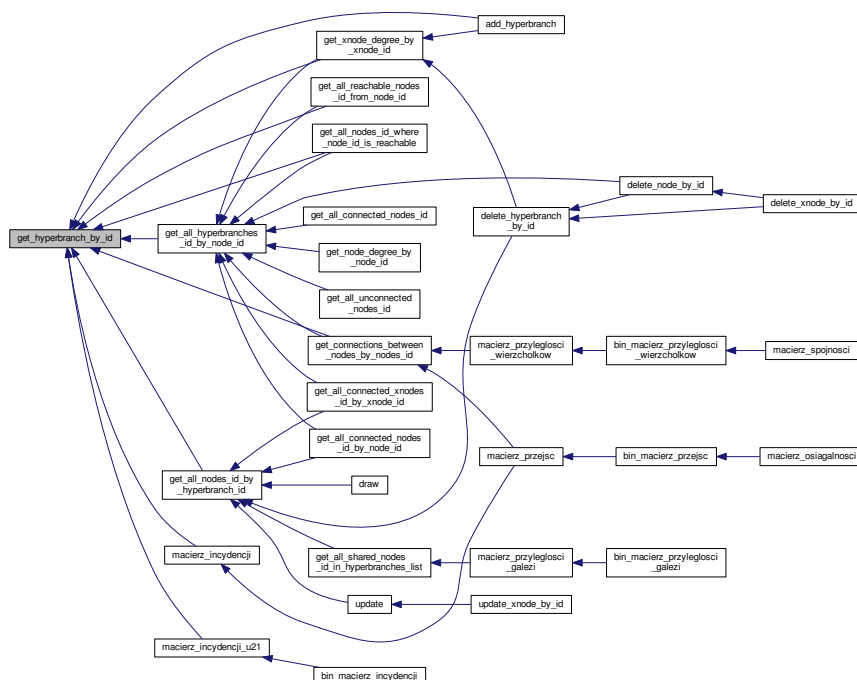 add_hyperbranch
get_xnode_degree_by
_xnode_id
get_all_reachable_nodes
_id_from_node_id
get_all_nodes_id_where
_node_id_is_reachable
delete_node_by_id
delete_xnode_by_id
get_all_connected_nodes_id
delete_hyperbranch
_by_id
get_hyperbranch_by_id
get_all_hyperbranches
_id_by_node_id
get_node_degree_by
_node_id
get_all_unconnected
_nodes_id
get_connections_between
_nodes_by_nodes_id
macierz_przyleglosci
_wierzcholkow
bin_macierz_przyleglosci
_wierzcholkow
macierz_spojnosci
get_all_connected_xnodes
_id_by_xnode_id
get_all_connected_nodes
_id_by_node_id
macierz_przejsc
bin_macierz_przejsc
macierz_osiagalnosci
get_all_nodes_id_by
_hyperbranch_id
draw
macierz_incydencji
get_all_shared_nodes
_id_in_hyperbranches_list
macierz_przyleglosci
_galezi
bin_macierz_przyleglosci
_galezi
update
update_xnode_by_id
macierz_incydencji_u21
bin_macierz_incydencji